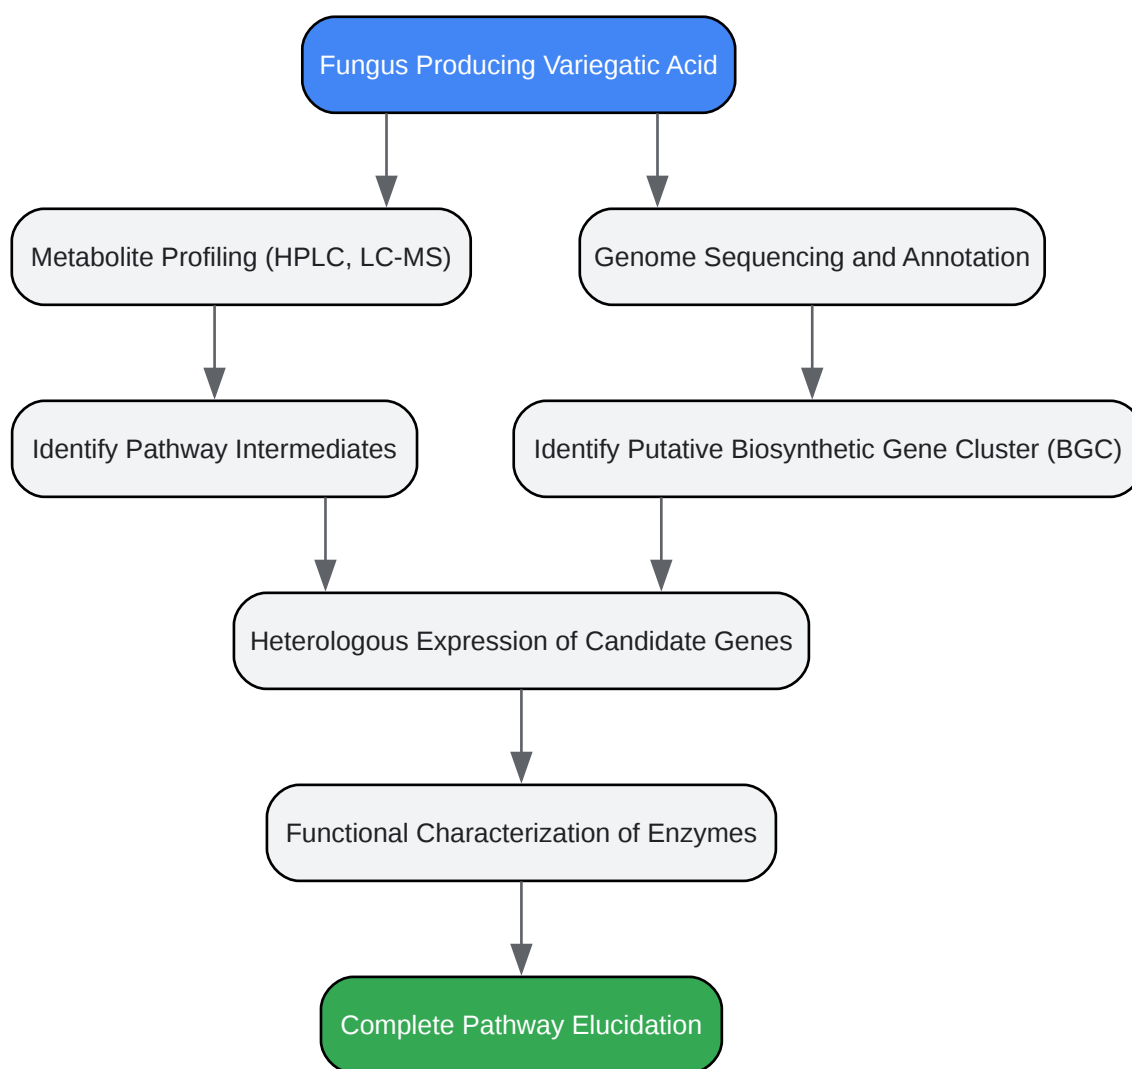 Fungus Producing Variegatic Acid
Metabolite Profiling (HPLC, LC-MS)
Genome Sequencing and Annotation
Identify Pathway Intermediates
Identify Putative Biosynthetic Gene Cluster (BGC)
Heterologous Expression of Candidate Genes
Functional Characterization of Enzymes
Complete Pathway Elucidation